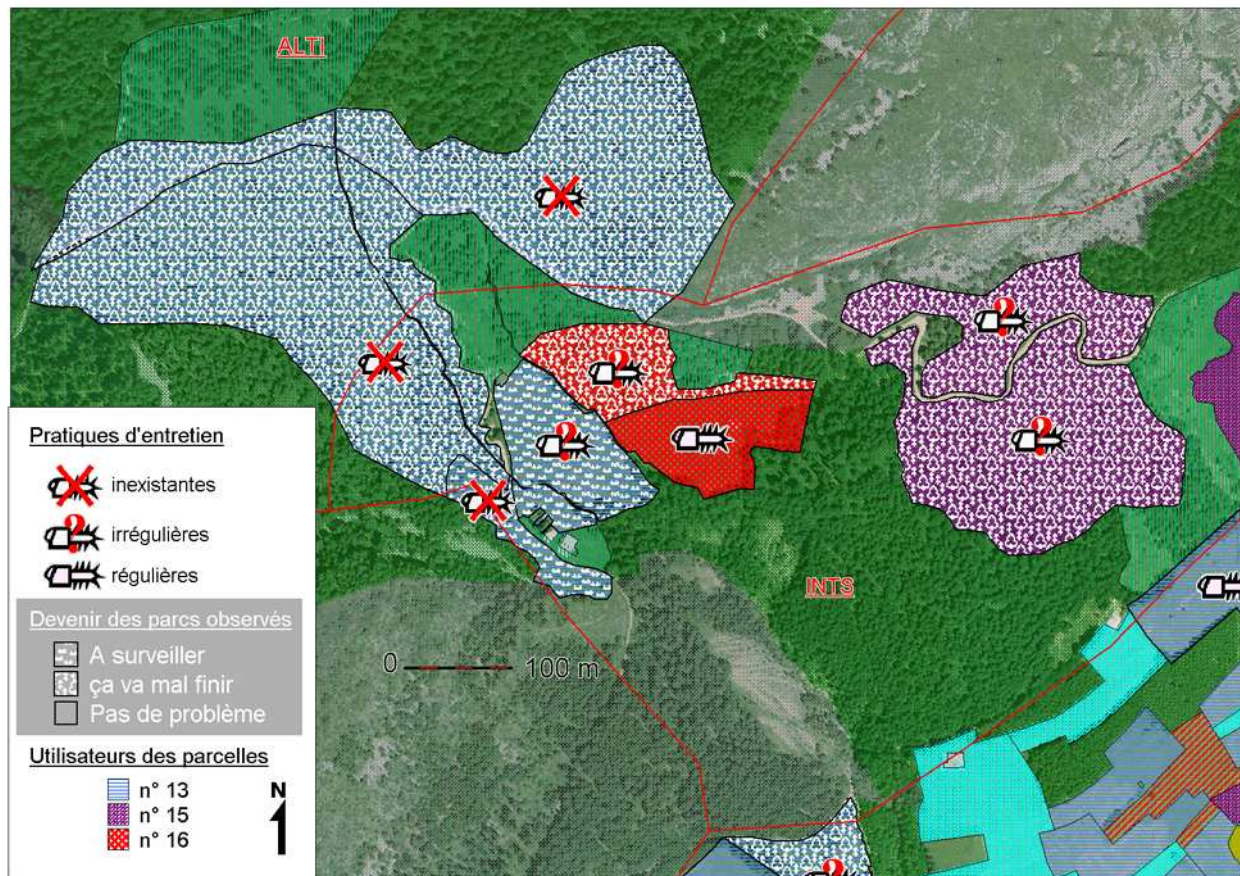 ALTI
INTS
0 100 m
Pratiques d'entretien
inexistantes
irrégulières
régulières
Devenir des parcs observés
A surveiller
ça va mal finir
Pas de problème
Utilisateurs des parcelles
n° 13
n° 15
n° 16
N